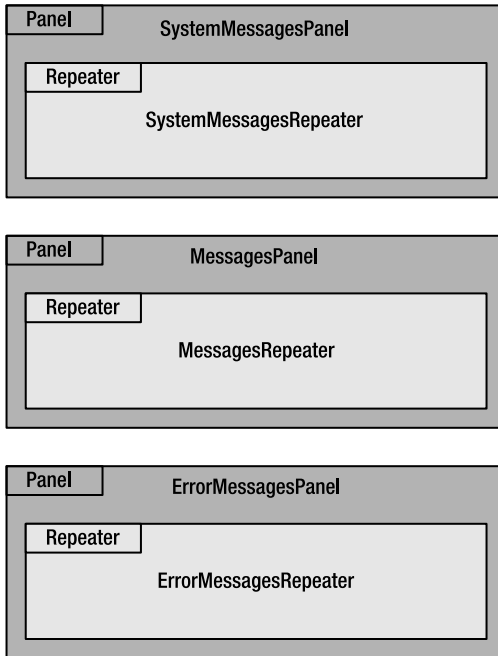 Panel
SystemMessagesPanel
Repeater
SystemMessagesRepeater
Panel
MessagesPanel
Repeater
MessagesRepeater
Panel
ErrorMessagesPanel
Repeater
ErrorMessagesRepeater